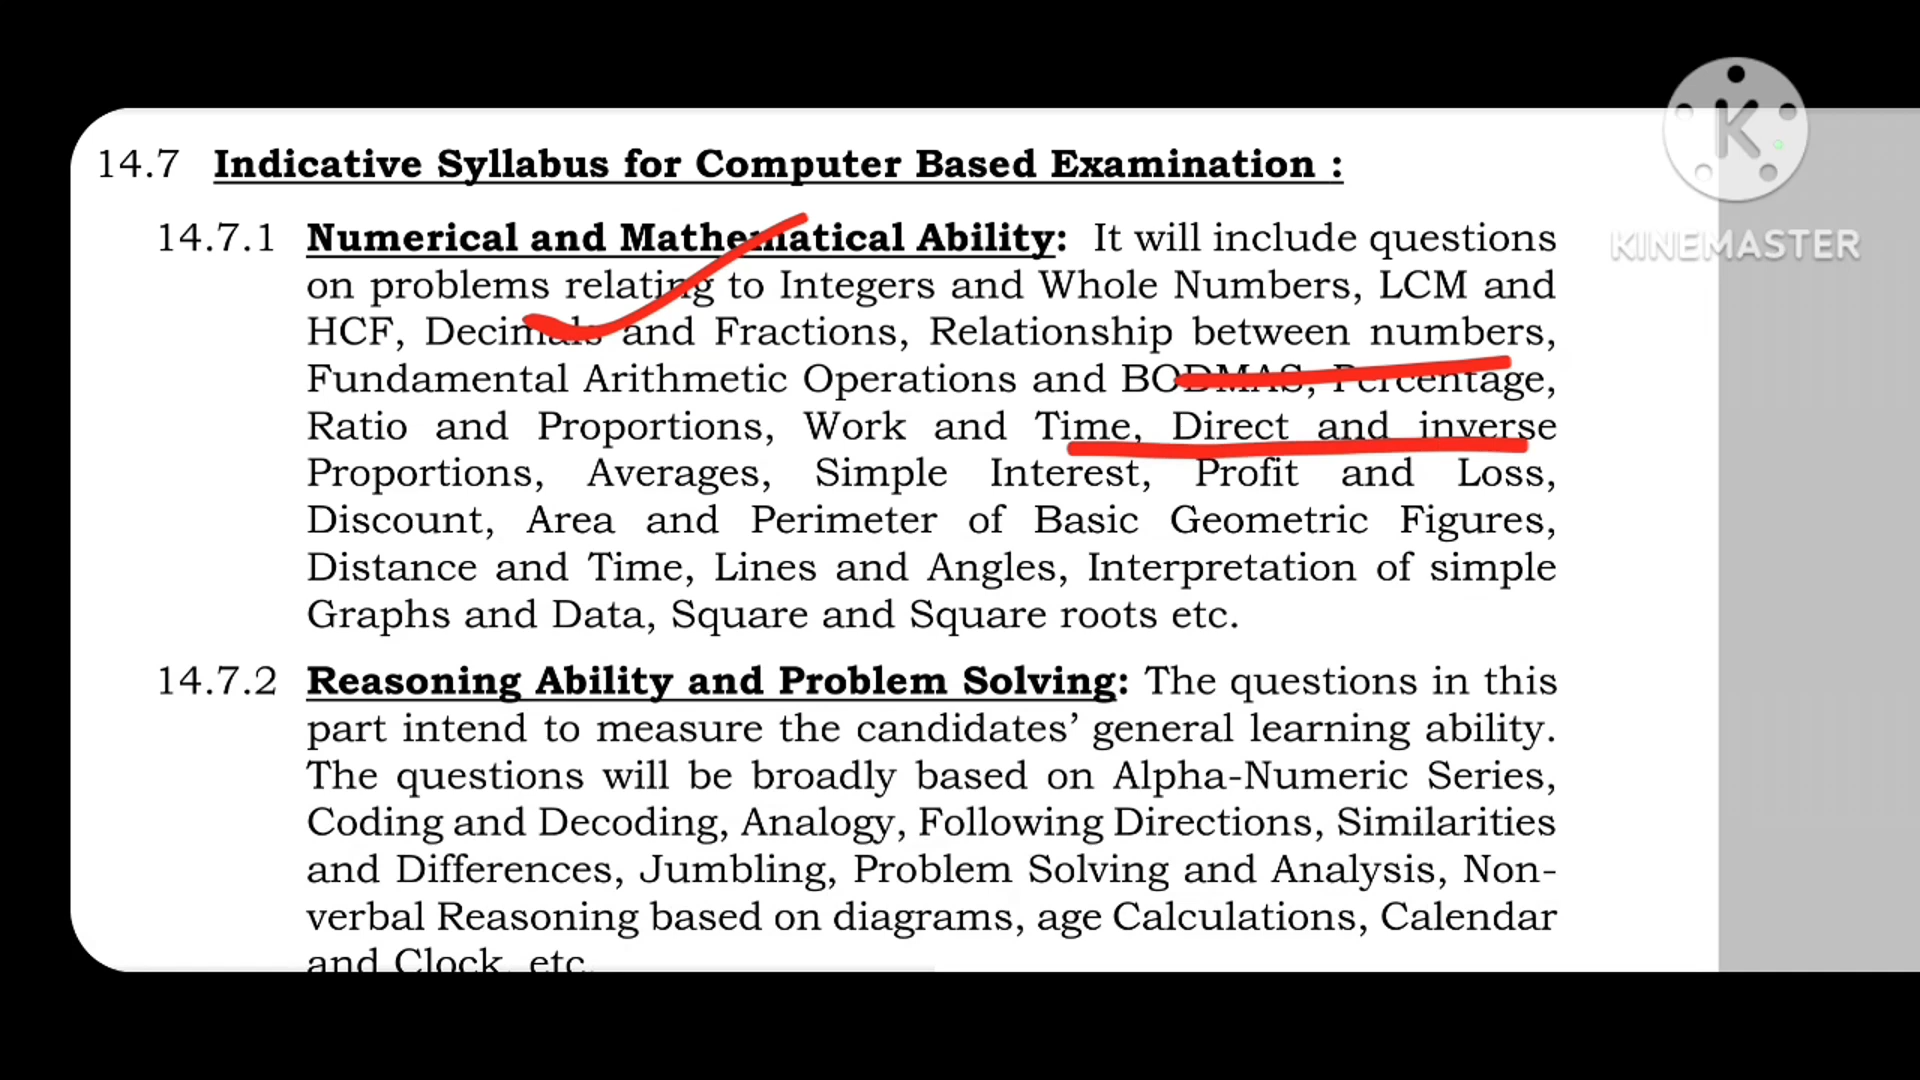 14.7 Indicative Syllabus for Computer Based Examination :
14.7.1 Numerical and Mathematical Ability: It will include questions
on problems relating to Integers and Whole Numbers, LCM and
HCF, Decimals and Fractions, Relationship between numbers,
Fundamental Arithmetic Operations and BODMAS, Percentage,
Ratio and Proportions, Work and Time, Direct and inverse
Proportions, Averages, Simple Interest, Profit and Loss,
Discount, Area and Perimeter of Basic Geometric Figures,
Distance and Time, Lines and Angles, Interpretation of simple
Graphs and Data, Square and Square roots etc.
14.7.2 Reasoning Ability and Problem Solving: The questions in this
part intend to measure the candidates’ general learning ability.
The questions will be broadly based on Alpha-Numeric Series,
Coding and Decoding, Analogy, Following Directions, Similarities
and Differences, Jumbling, Problem Solving and Analysis, Non-
verbal Reasoning based on diagrams, age Calculations, Calendar
and Clock, etc.
K
KINEMASTER